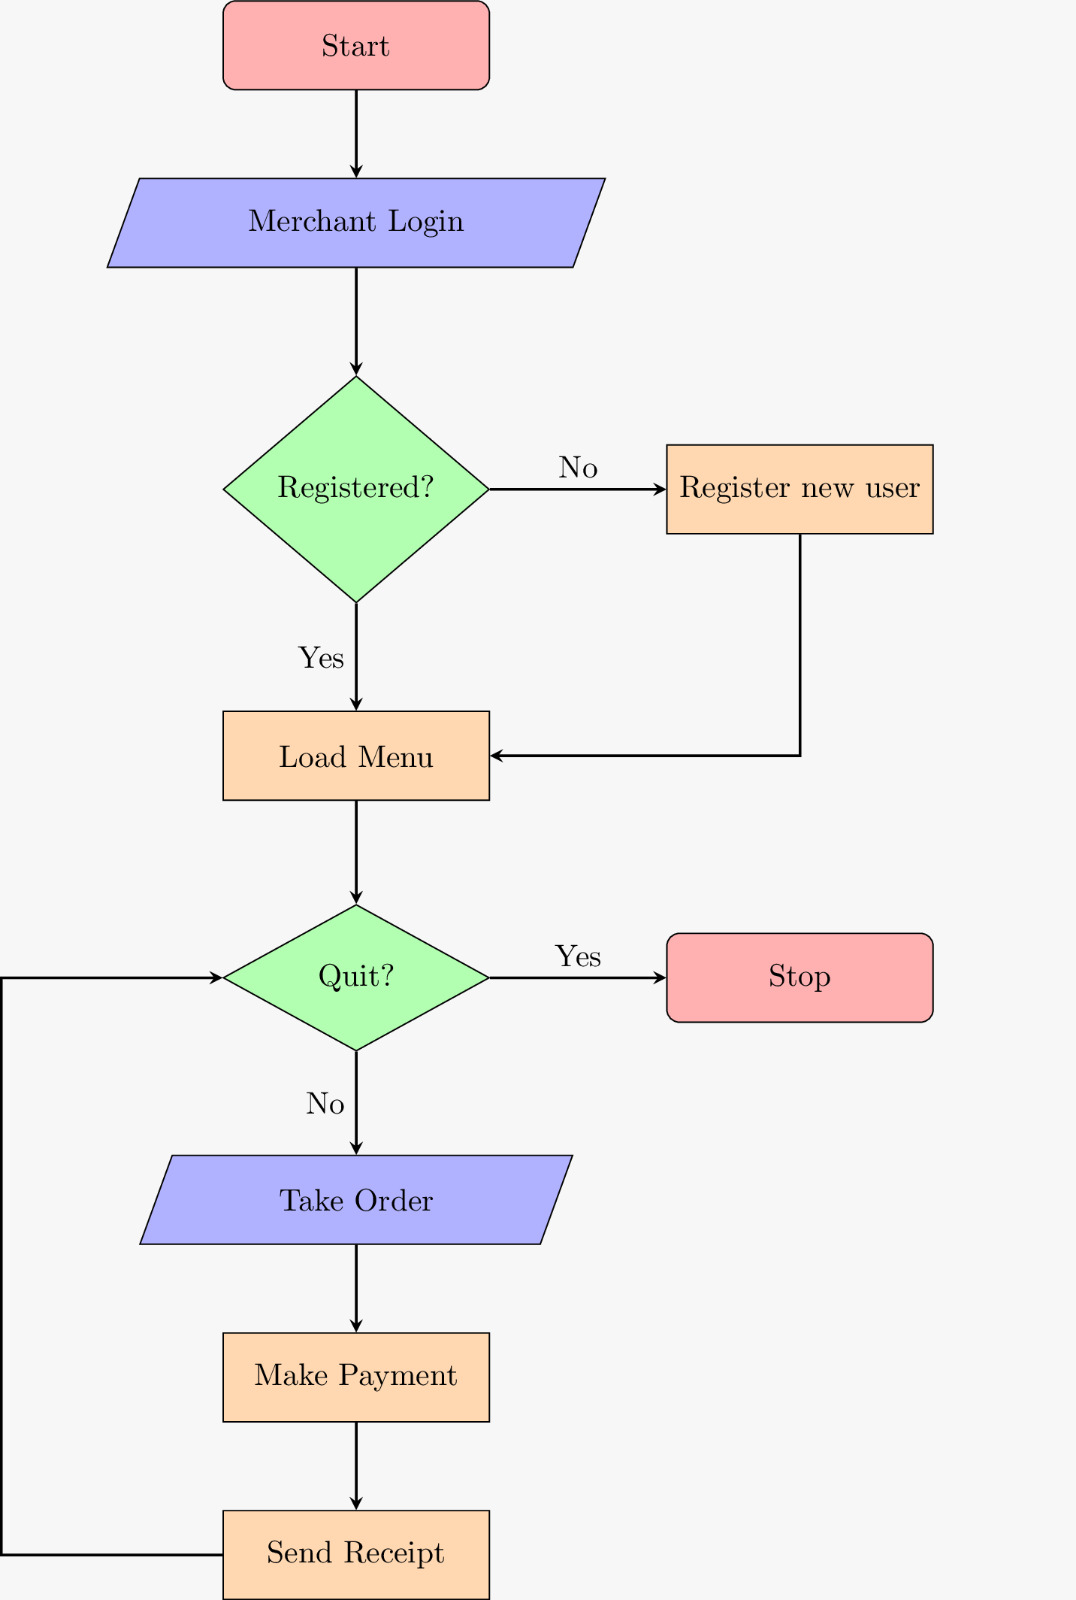 Start
Merchant Login
Registered?
No
Register new user
Yes
Load Menu
Quit?
Yes
Stop
No
Take Order
Make Payment
Send Receipt